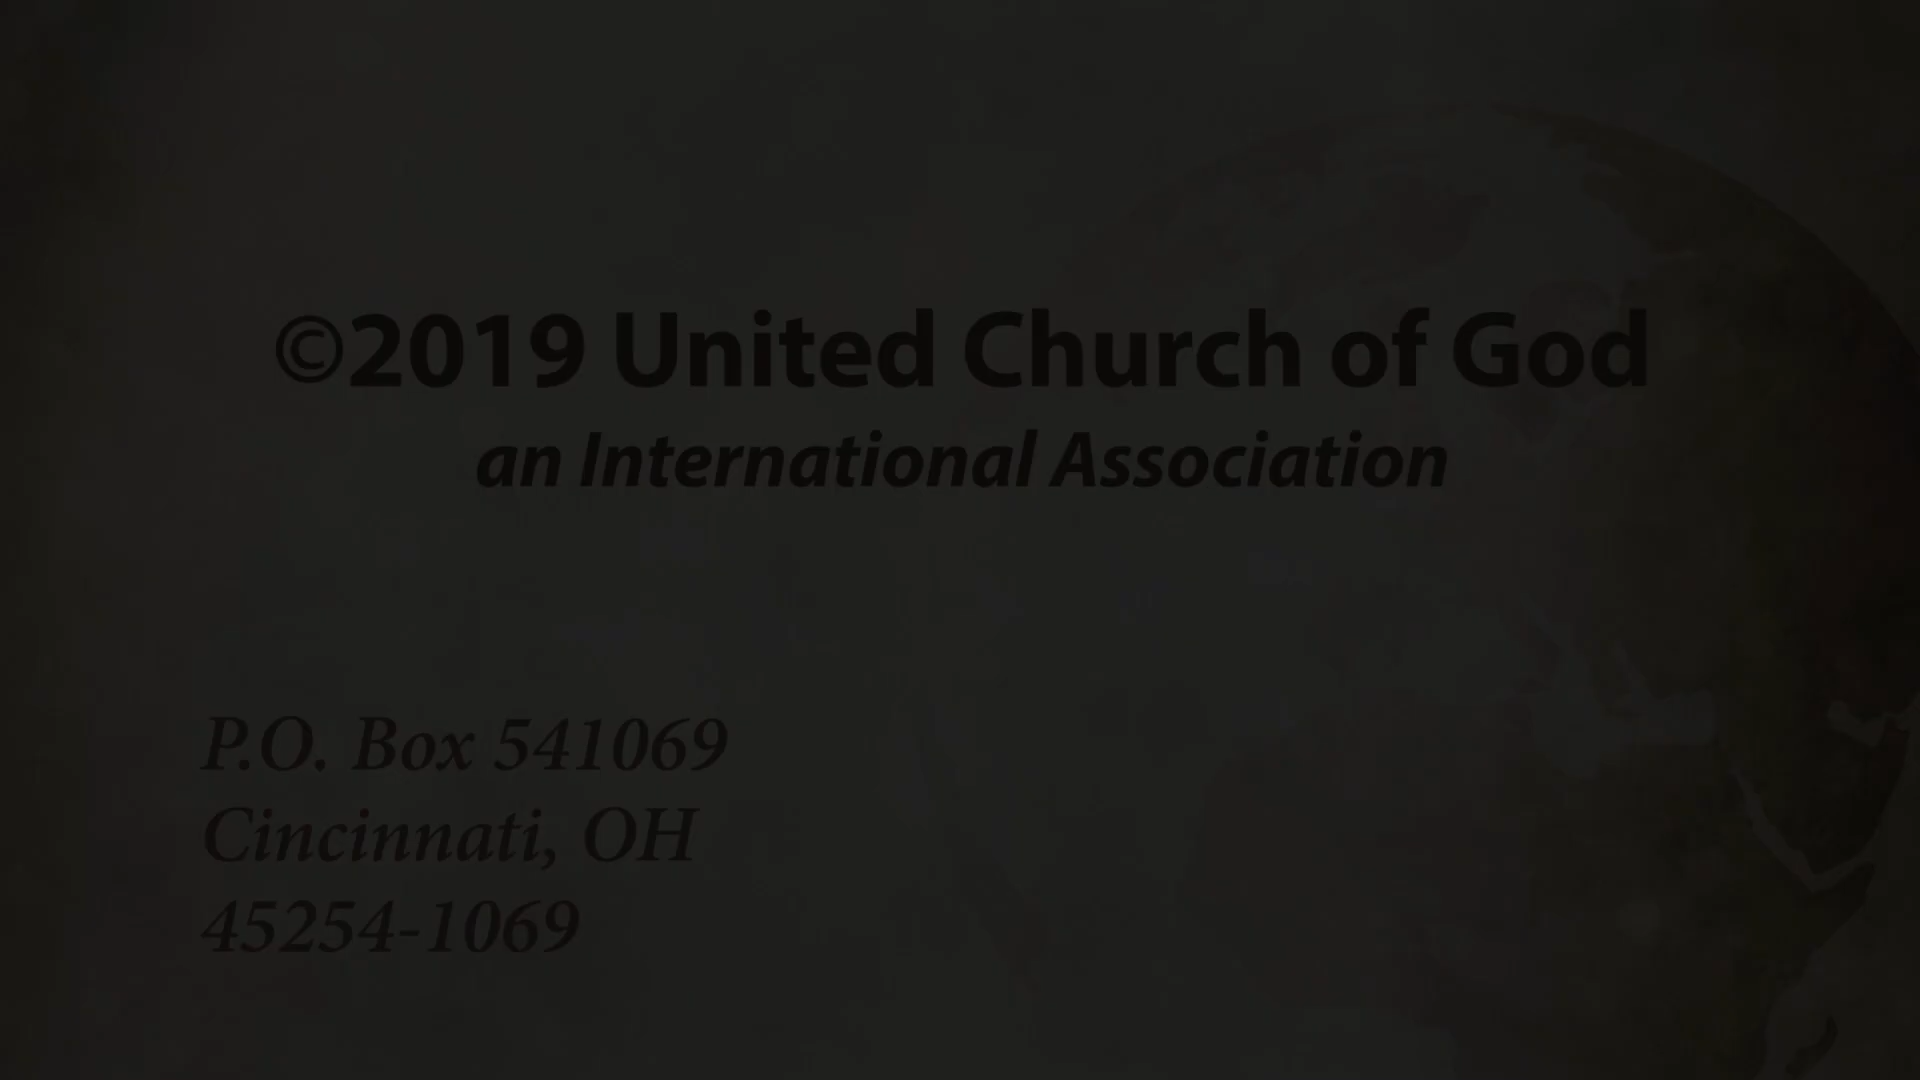 ©2019 United Church of God
an International Association
P.O. Box 541069
Cincinnati, OH
45254-1069